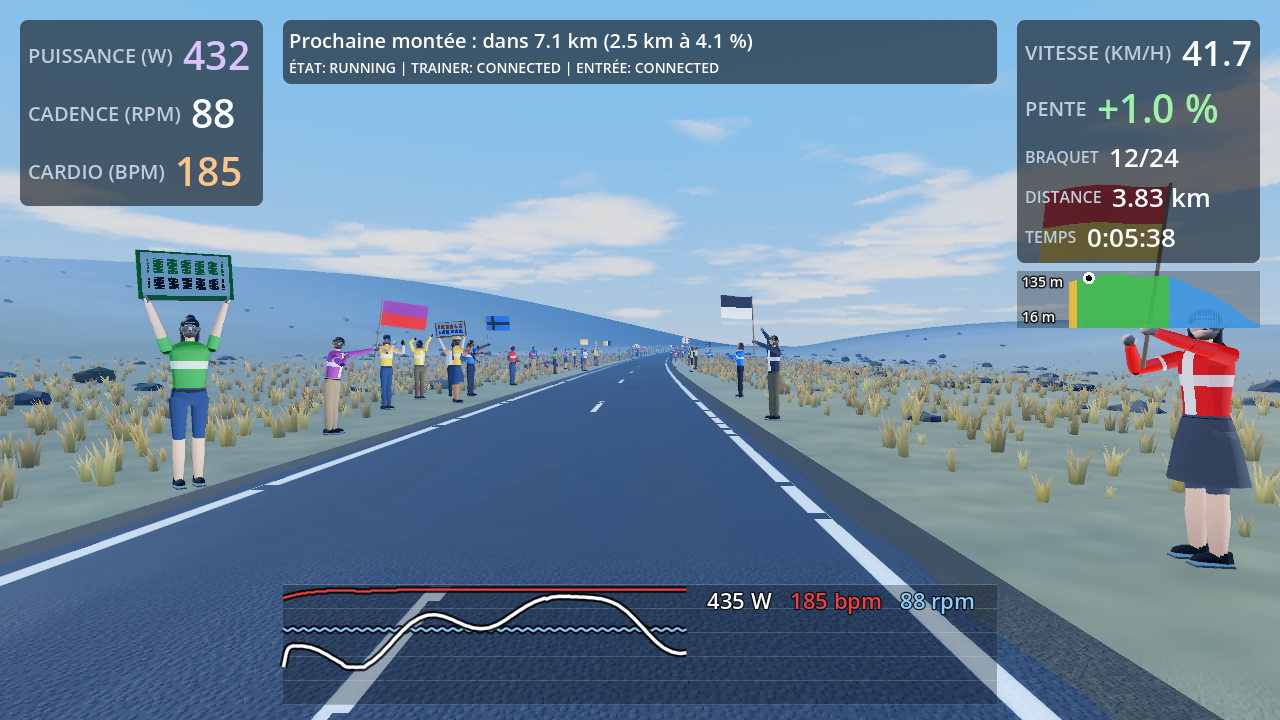 PUISSANCE (W) 432
CADENCE (RPM) 88
CARDIO (BPM) 185
Prochaine montée : dans 7.1 km (2.5 km à 4.1 %)
ÉTAT: RUNNING | TRAINER: CONNECTED | ENTRÉE: CONNECTED
VITESSE (KM/H) 41.7
PENTE +1.0 %
BRAQUET 12/24
DISTANCE 3.83 km
TEMPS 0:05:38
135 m
16 m
435 W 185 bpm 88 rpm